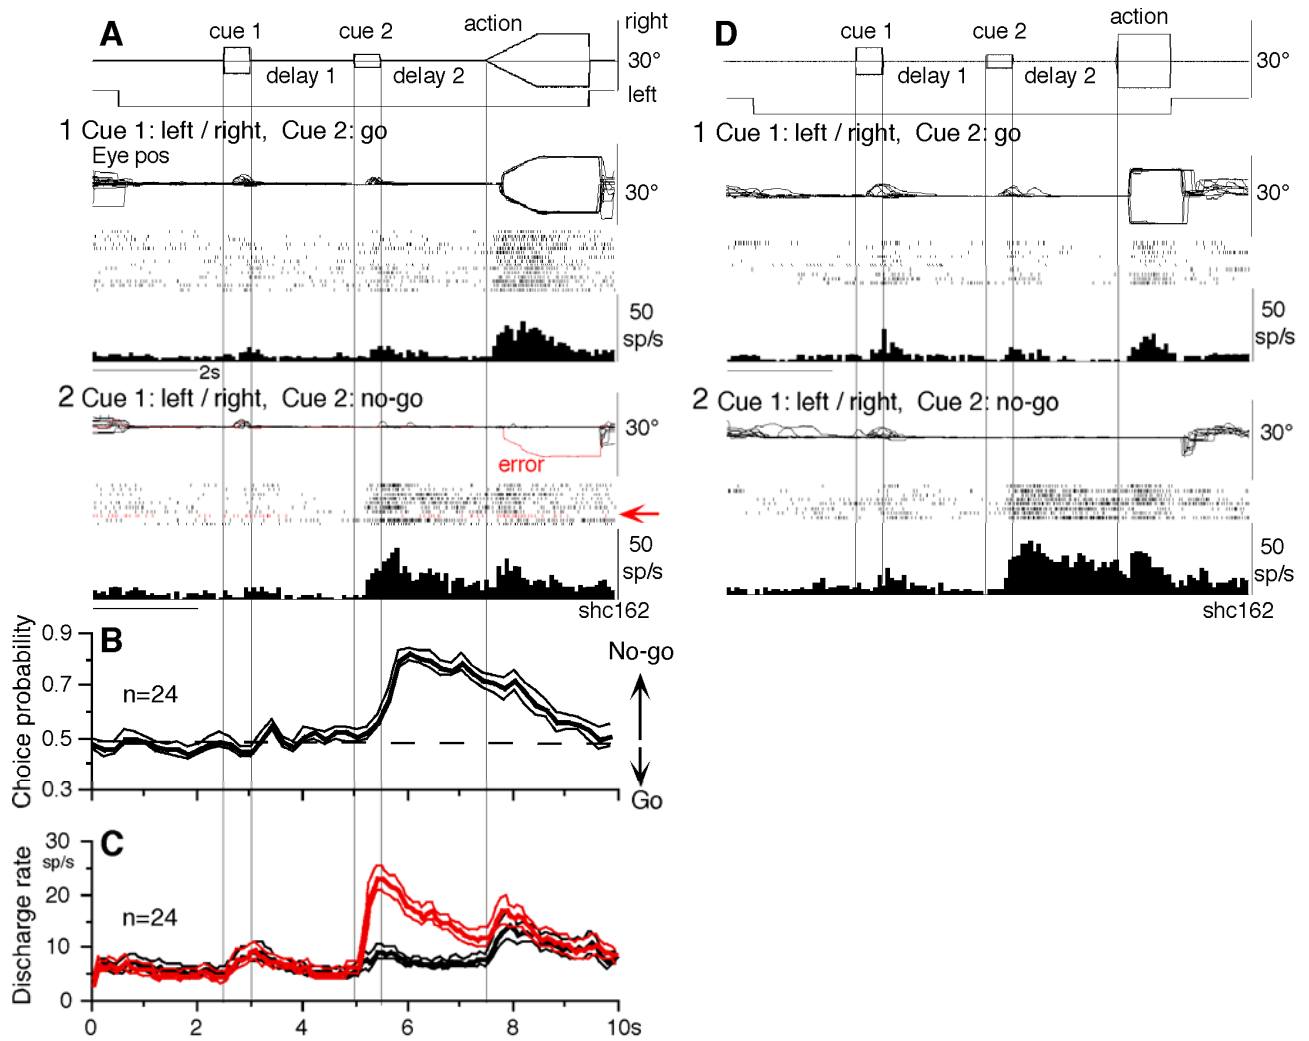 A
cue 1
cue 2
action
right
30°
left
delay 1
delay 2
1 Cue 1: left / right, Cue 2: go
Eye pos
30°
50
sp/s
2s
2 Cue 1: left / right, Cue 2: no-go
30°
error
50
sp/s
shc162
D
cue 1
cue 2
action
30°
delay 1
delay 2
1 Cue 1: left / right, Cue 2: go
30°
50
sp/s
2 Cue 1: left / right, Cue 2: no-go
30°
50
sp/s
shc162
B
Choice probability
0.9
0.7
0.5
0.3
n=24
No-go
Go
C
Discharge rate
30
sp/s
20
10
0
n=24
0 2 4 6 8 10s